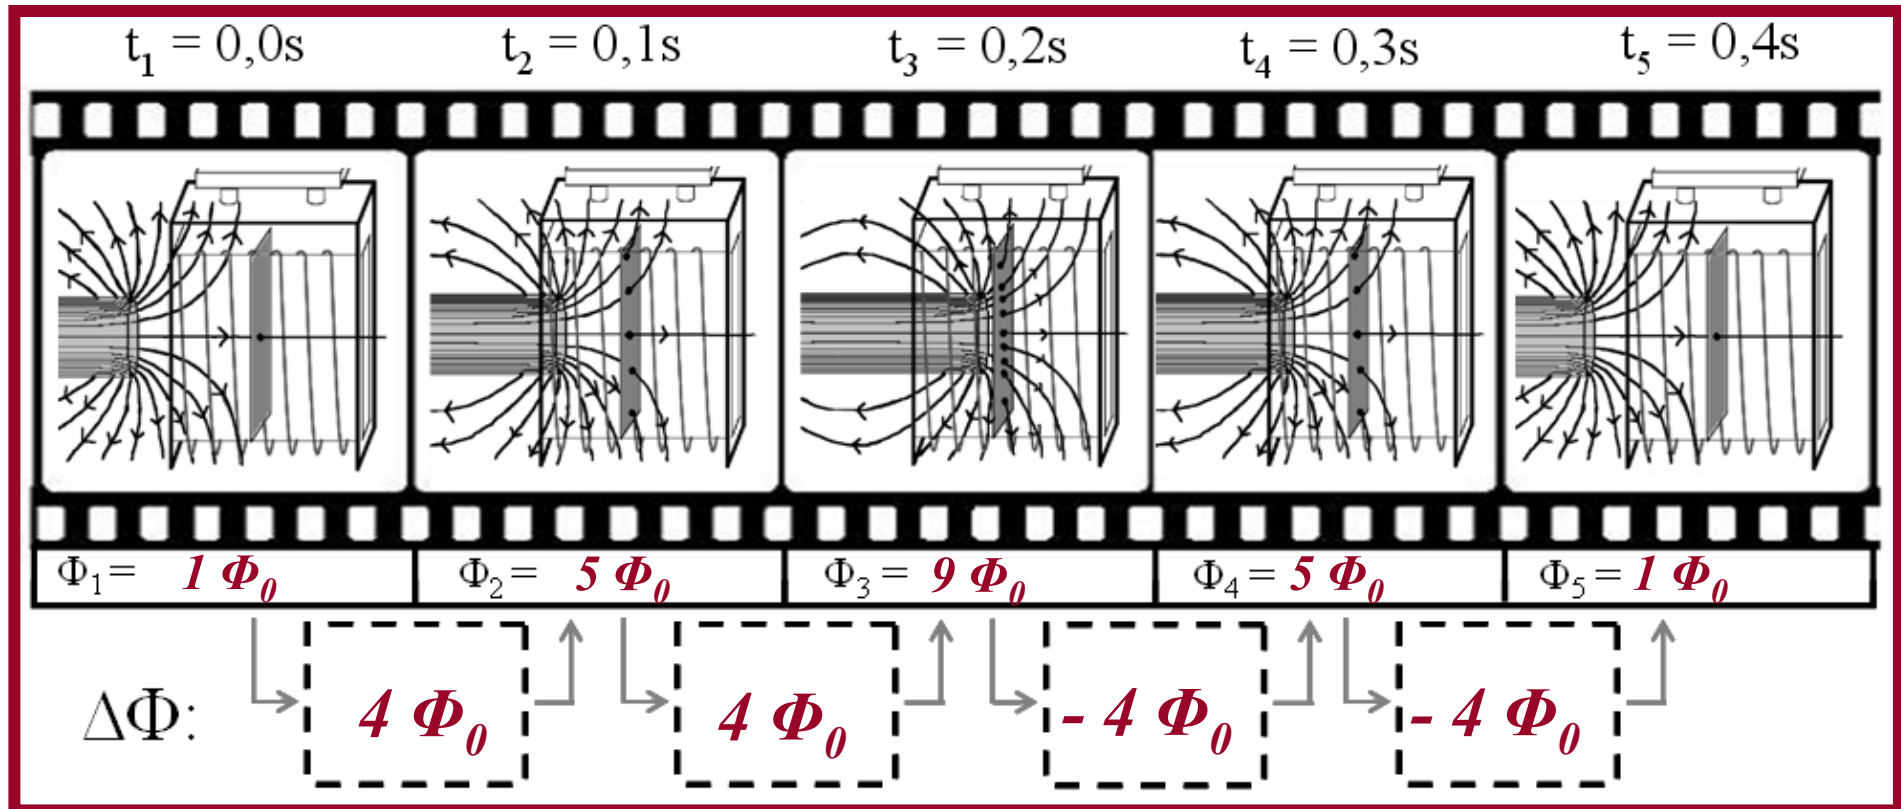 t₁ = 0,0s t₂ = 0,1s t₃ = 0,2s t₄ = 0,3s t₅ = 0,4s
Φ₁ = 1 Φ₀ Φ₂ = 5 Φ₀ Φ₃ = 9 Φ₀ Φ₄ = 5 Φ₀ Φ₅ = 1 Φ₀
ΔΦ: 4 Φ₀ 4 Φ₀ - 4 Φ₀ - 4 Φ₀